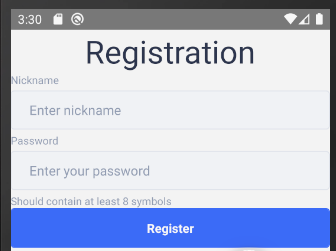 3:30
Registration
Nickname
Enter nickname
Password
Enter your password
Should contain at least 8 symbols
Register